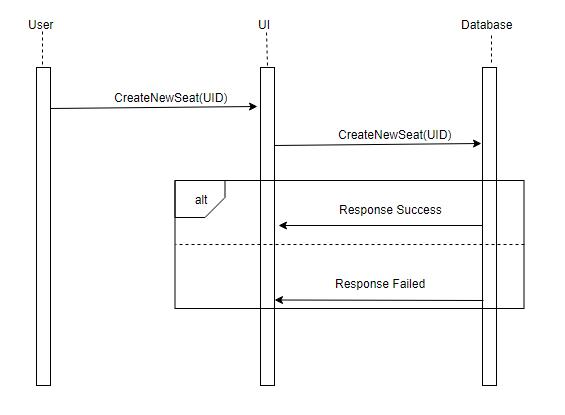 User
UI
Database
CreateNewSeat(UID)
CreateNewSeat(UID)
alt
Response Success
Response Failed